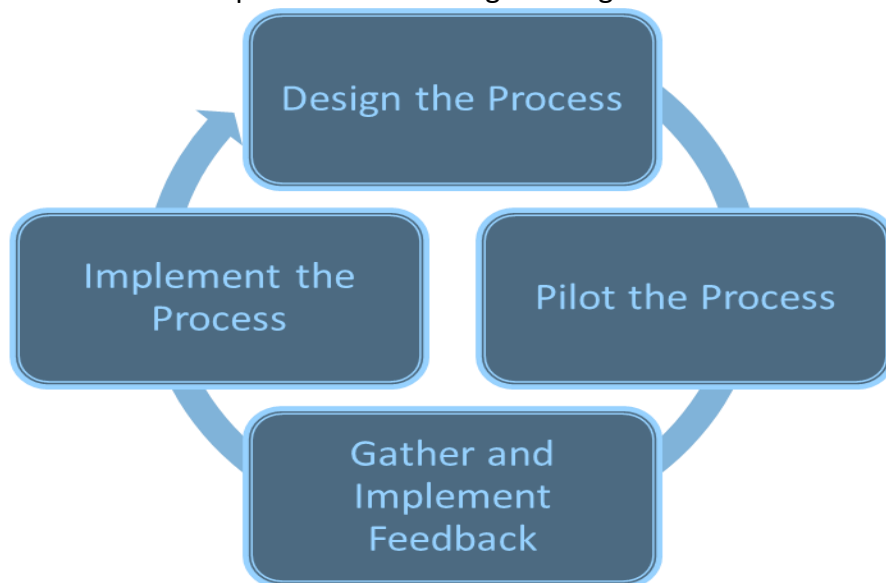 Design the Process
Implement the
Process
Pilot the Process
Gather and
Implement
Feedback